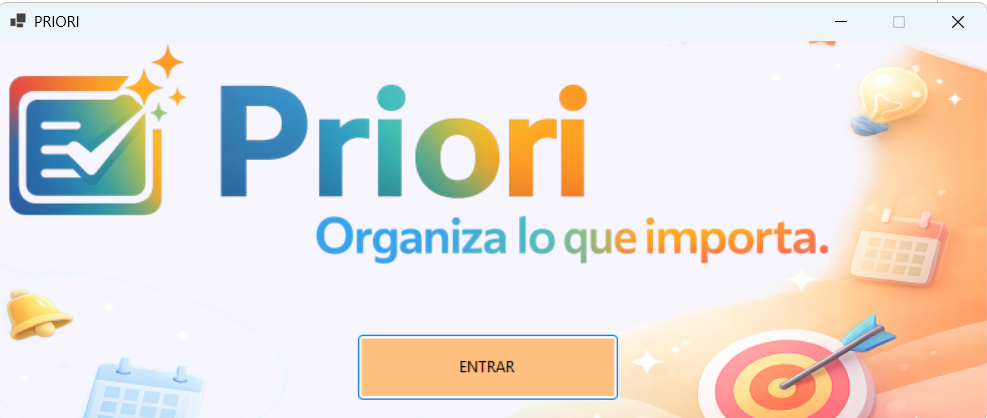 PRIORI
Priori
Organiza lo que importa.
ENTRAR